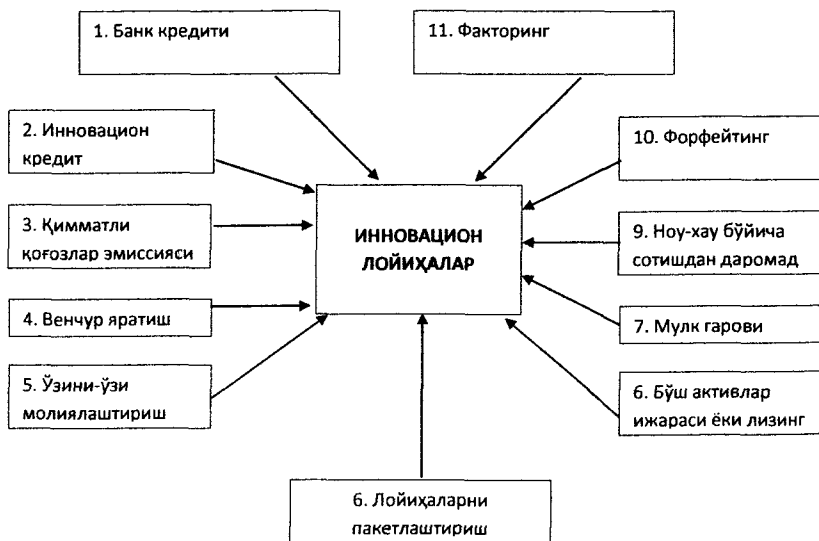 1. Банк кредити
11. Факторинг
2. Инновацион
кредит
10. Форфейтинг
3. Қимматли
қоғозлар эмиссияси
ИННОВАЦИОН
ЛОЙИҲАЛАР
9. Ноу-хау бўйича
сотишдан даромад
4. Венчур яратиш
7. Мулк гарови
5. Ўзини-ўзи
молиялаштириш
6. Бўш активлар
ижараси ёки лизинг
6. Лойиҳаларни
пакетлаштириш